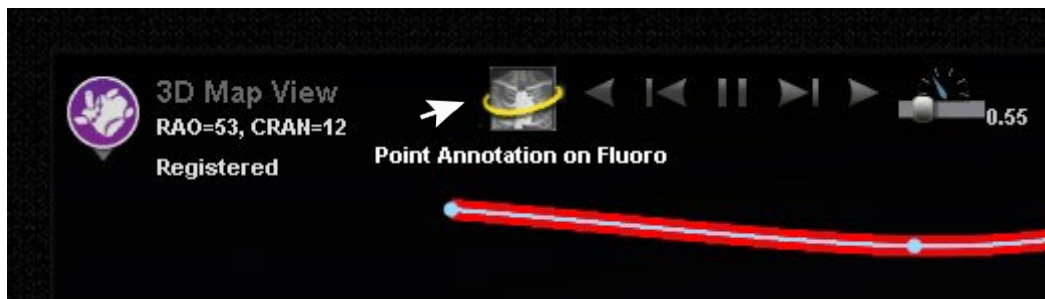 3D Map View
RAO=53, CRAN=12
Registered
Point Annotation on Fluoro
0.55